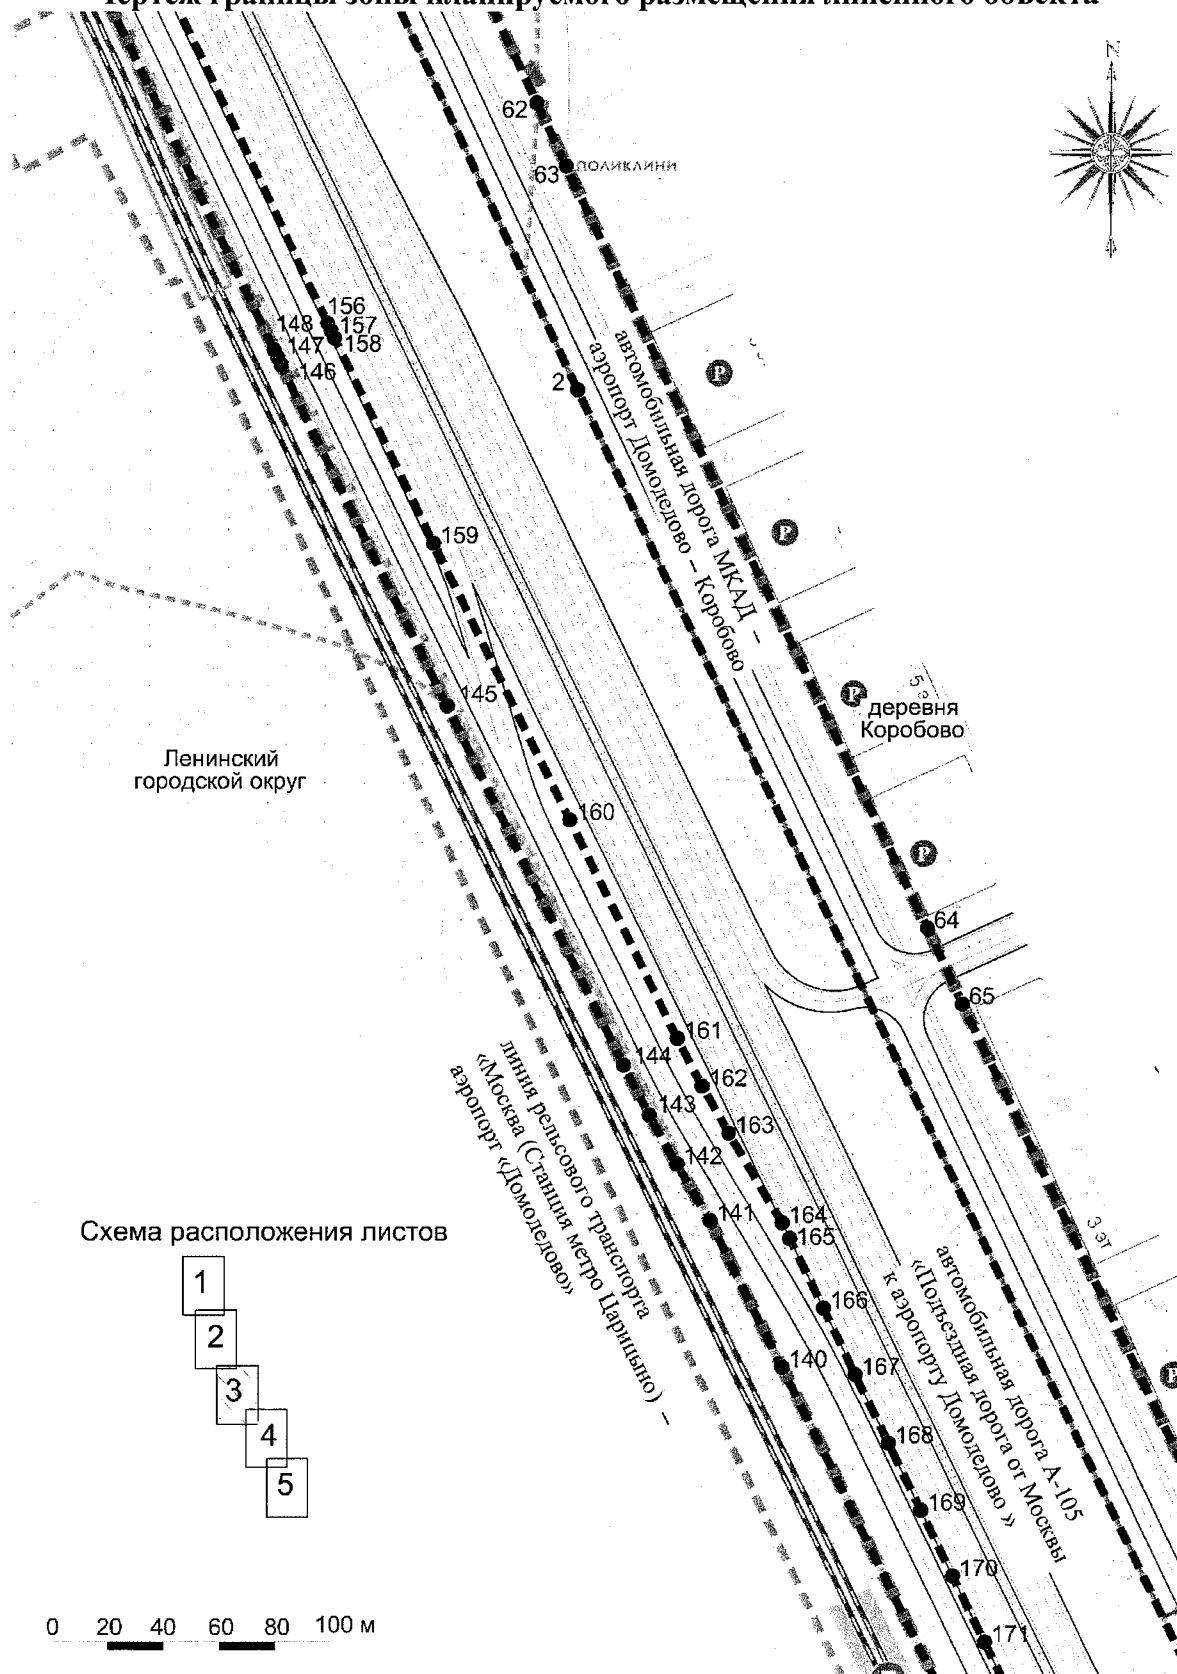 Чертеж границы зоны планируемого размещения линейного объекта
N
62
63
ПОЛИКЛИНИ
156
148
157
147
158
146
2
автомобильная дорога МКАД –
аэропорт Домодедово – Коробово
159
145
5 э
деревня
Коробово
Ленинский
городской округ
160
64
65
161
144
162
143
163
142
линия рельсового транспорта
«Москва (Станция метро Царицыно) –
аэропорт «Домодедово»
141
164
165
3 эт
166
140
167
автомобильная дорога А-105
«Подъездная дорога от Москвы
к аэропорту Домодедово »
168
169
170
171
Схема расположения листов
1
2
3
4
5
P
P
P
P
P
0 20 40 60 80 100 м